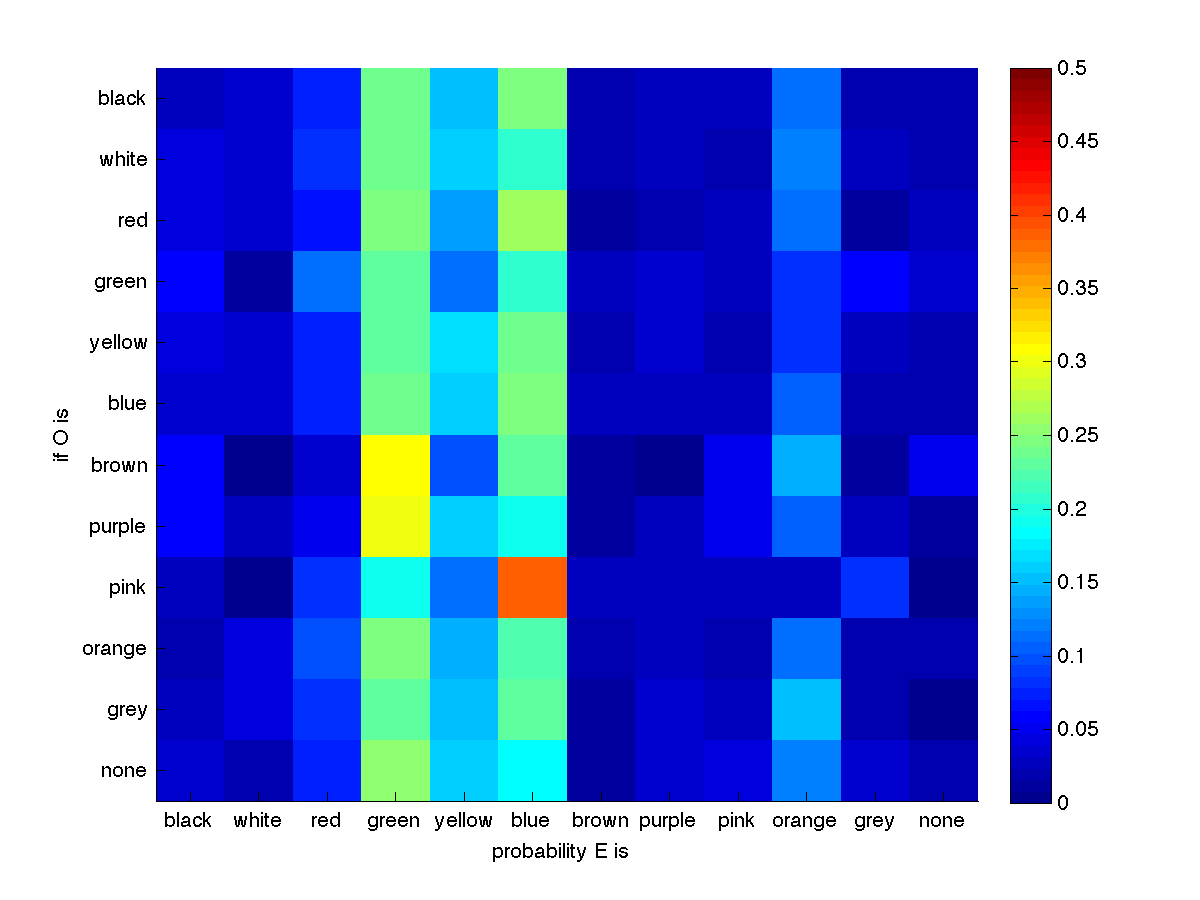 black
white
red
green
yellow
blue
brown
purple
pink
orange
grey
none
if O is
black white red green yellow blue brown purple pink orange grey none
probability E is
0.5
0.45
0.4
0.35
0.3
0.25
0.2
0.15
0.1
0.05
0